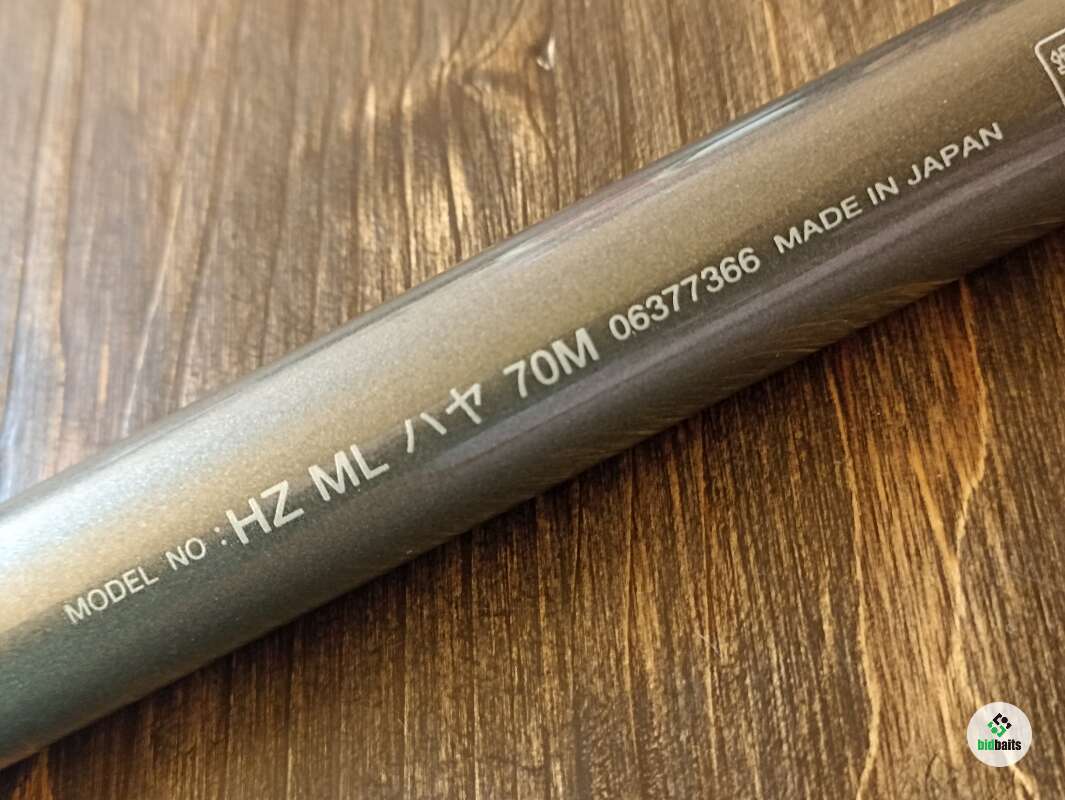 MODEL NO :HZ ML ハヤ 70M 06377366 MADE IN JAPAN
bidbaits